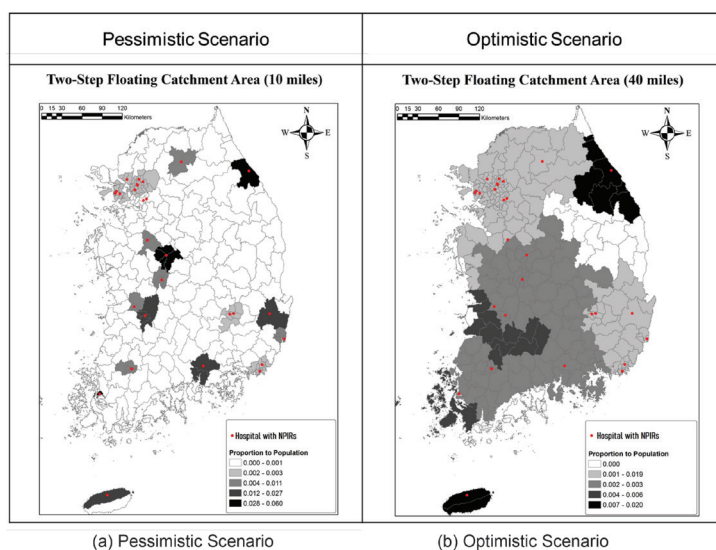 Pessimistic Scenario
Optimistic Scenario
Two-Step Floating Catchment Area (10 miles)
0 15 30 60 90 120
Kilometers
N
W E
S
Hospital with NPIRs
Proportion to Population
0.000 - 0.001
0.002 - 0.003
0.004 - 0.011
0.012 - 0.027
0.028 - 0.060
Two-Step Floating Catchment Area (40 miles)
0 15 30 60 90 120
Kilometers
N
W E
S
Hospital with NPIRs
Proportion to Population
0.000
0.001 - 0.019
0.002 - 0.003
0.004 - 0.006
0.007 - 0.020
(a) Pessimistic Scenario
(b) Optimistic Scenario